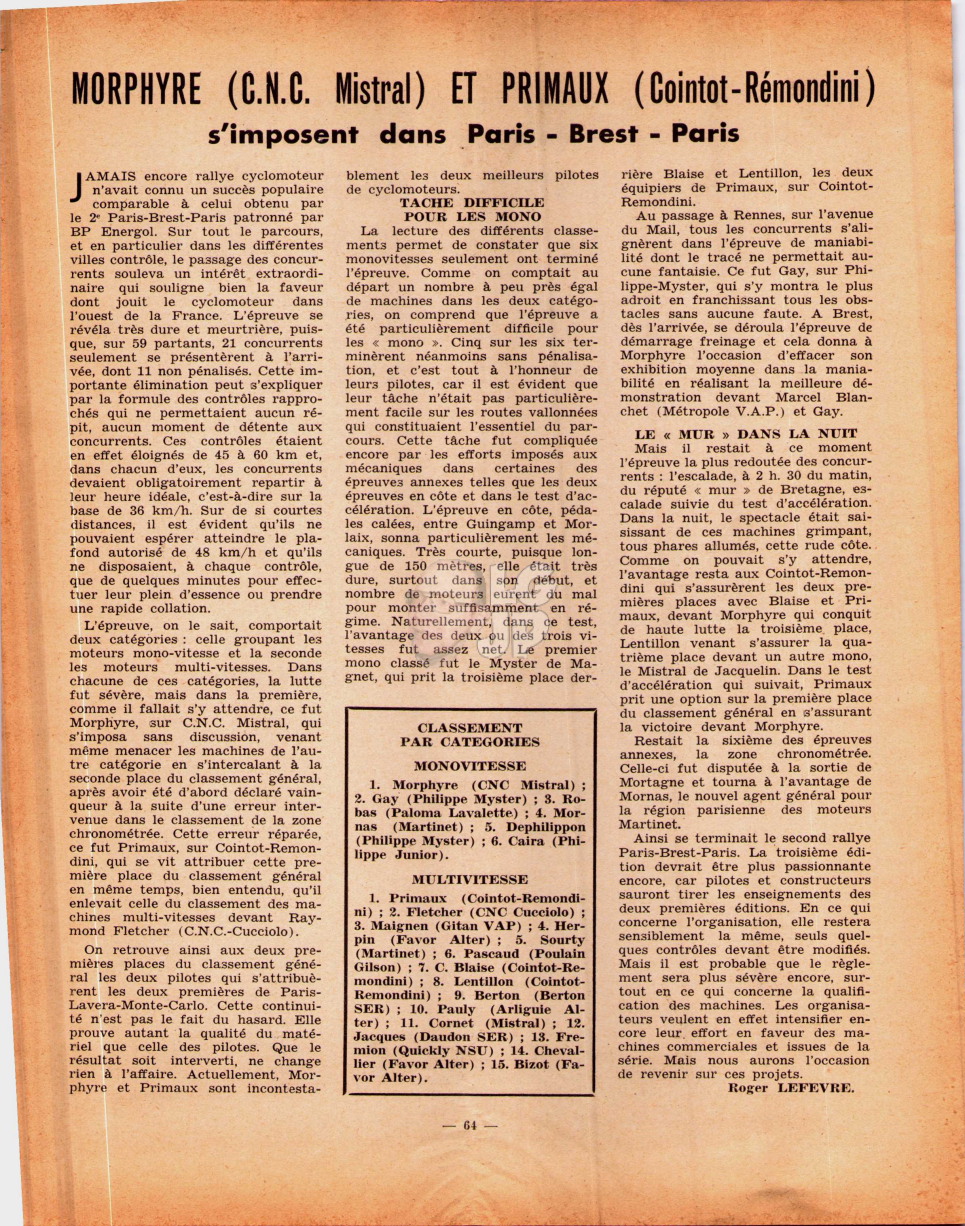 MORPHYRE (C.N.C. Mistral) ET PRIMAUX (Cointot-Rémondini)
s'imposent dans Paris - Brest - Paris
JAMAIS encore rallye cyclomoteur
n'avait connu un succès populaire
comparable à celui obtenu par
le 2e Paris-Brest-Paris patronné par
BP Energol. Sur tout le parcours,
et en particulier dans les différentes
villes contrôle, le passage des concur-
rents souleva un intérêt extraordi-
naire qui souligne bien la faveur
dont jouit le cyclomoteur dans
l'ouest de la France. L'épreuve se
révéla très dure et meurtrière, puis-
que, sur 59 partants, 21 concurrents
seulement se présentèrent à l'arri-
vée, dont 11 non pénalisés. Cette im-
portante élimination peut s'expliquer
par la formule des contrôles rappro-
chés qui ne permettaient aucun ré-
pit, aucun moment de détente aux
concurrents. Ces contrôles étaient
en effet éloignés de 45 à 60 km et,
dans chacun d'eux, les concurrents
devaient obligatoirement repartir à
leur heure idéale, c'est-à-dire sur la
base de 36 km/h. Sur de si courtes
distances, il est évident qu'ils ne
pouvaient espérer atteindre le pla-
fond autorisé de 48 km/h et qu'ils
ne disposaient, à chaque contrôle,
que de quelques minutes pour effec-
tuer leur plein d'essence ou prendre
une rapide collation.
L'épreuve, on le sait, comportait
deux catégories : celle groupant les
moteurs mono-vitesse et la seconde
les moteurs multi-vitesses. Dans
chacune de ces catégories, la lutte
fut sévère, mais dans la première,
comme il fallait s'y attendre, ce fut
Morphyre, sur C.N.C. Mistral, qui
s'imposa sans discussion, venant
même menacer les machines de l'au-
tre catégorie en s'intercalant à la
seconde place du classement général,
après avoir été d'abord déclaré vain-
queur à la suite d'une erreur inter-
venue dans le classement de la zone
chronométrée. Cette erreur réparée,
ce fut Primaux, sur Cointot-Remon-
dini, qui se vit attribuer cette pre-
mière place du classement général
en même temps, bien entendu, qu'il
enlevait celle du classement des ma-
chines multi-vitesses devant Ray-
mond Fletcher (C.N.C.-Cucciolo).
On retrouve ainsi aux deux pre-
mières places du classement géné-
ral les deux pilotes qui s'attribuè-
rent les deux premières de Paris-
Lavera-Monte-Carlo. Cette continui-
té n'est pas le fait du hasard. Elle
prouve autant la qualité du maté-
riel que celle des pilotes. Que le
résultat soit interverti, ne change
rien à l'affaire. Actuellement, Mor-
phyre et Primaux sont incontesta-
blement les deux meilleurs pilotes
de cyclomoteurs.
TACHE DIFFICILE
POUR LES MONO
La lecture des différents classe-
ments permet de constater que six
monovitesses seulement ont terminé
l'épreuve. Comme on comptait au
départ un nombre à peu près égal
de machines dans les deux catégo-
ries, on comprend que l'épreuve a
été particulièrement difficile pour
les « mono ». Cinq sur les six ter-
minèrent néanmoins sans pénalisa-
tion, et c'est tout à l'honneur de
leurs pilotes, car il est évident que
leur tâche n'était pas particulière-
ment facile sur les routes vallonnées
qui constituaient l'essentiel du par-
cours. Cette tâche fut compliquée
encore par les efforts imposés aux
mécaniques dans certaines des
épreuves annexes telles que les deux
épreuves en côte et dans le test d'ac-
célération. L'épreuve en côte, péda-
les calées, entre Guingamp et Mor-
laix, sonna particulièrement les mé-
caniques. Très courte, puisque lon-
gue de 150 mètres, elle était très
dure, surtout dans son début, et
nombre de moteurs eurent du mal
pour monter suffisamment en ré-
gime. Naturellement, dans ce test,
l'avantage des deux ou des trois vi-
tesses fut assez net. Le premier
mono classé fut le Myster de Ma-
gnet, qui prit la troisième place der-
CLASSEMENT
PAR CATEGORIES
MONOVITESSE
1. Morphyre (CNC Mistral) ;
2. Gay (Philippe Myster) ; 3. Ro-
bas (Paloma Lavalette) ; 4. Mor-
nas (Martinet) ; 5. Dephilippon
(Philippe Myster) ; 6. Caira (Phi-
lippe Junior).
MULTIVITESSE
1. Primaux (Cointot-Remondi-
ni) ; 2. Fletcher (CNC Cucciolo) ;
3. Maignen (Gitan VAP) ; 4. Her-
pin (Favor Alter) ; 5. Sourty
(Martinet) ; 6. Pascaud (Poulain
Gilson) ; 7. C. Blaise (Cointot-Re-
mondini) ; 8. Lentillon (Cointot-
Remondini) ; 9. Berton (Berton
SER) ; 10. Pauly (Arliguie Al-
ter) ; 11. Cornet (Mistral) ; 12.
Jacques (Daudon SER) ; 13. Fre-
mion (Quickly NSU) ; 14. Cheval-
lier (Favor Alter) ; 15. Bizot (Fa-
vor Alter).
rière Blaise et Lentillon, les deux
équipiers de Primaux, sur Cointot-
Remondini.
Au passage à Rennes, sur l'avenue
du Mail, tous les concurrents s'ali-
gnèrent dans l'épreuve de maniabi-
lité dont le tracé ne permettait au-
cune fantaisie. Ce fut Gay, sur Phi-
lippe-Myster, qui s'y montra le plus
adroit en franchissant tous les obs-
tacles sans aucune faute. A Brest,
dès l'arrivée, se déroula l'épreuve de
démarrage freinage et cela donna à
Morphyre l'occasion d'effacer son
exhibition moyenne dans la mania-
bilité en réalisant la meilleure dé-
monstration devant Marcel Blan-
chet (Métropole V.A.P.) et Gay.
LE « MUR » DANS LA NUIT
Mais il restait à ce moment
l'épreuve la plus redoutée des concur-
rents : l'escalade, à 2 h. 30 du matin,
du réputé « mur » de Bretagne, es-
calade suivie du test d'accélération.
Dans la nuit, le spectacle était sai-
sissant de ces machines grimpant,
tous phares allumés, cette rude côte.
Comme on pouvait s'y attendre,
l'avantage resta aux Cointot-Remon-
dini qui s'assurèrent les deux pre-
mières places avec Blaise et Pri-
maux, devant Morphyre qui conquit
de haute lutte la troisième place,
Lentillon venant s'assurer la qua-
trième place devant un autre mono,
le Mistral de Jacquelin. Dans le test
d'accélération qui suivait, Primaux
prit une option sur la première place
du classement général en s'assurant
la victoire devant Morphyre.
Restait la sixième des épreuves
annexes, la zone chronométrée.
Celle-ci fut disputée à la sortie de
Mortagne et tourna à l'avantage de
Mornas, le nouvel agent général pour
la région parisienne des moteurs
Martinet.
Ainsi se terminait le second rallye
Paris-Brest-Paris. La troisième édi-
tion devrait être plus passionnante
encore, car pilotes et constructeurs
sauront tirer les enseignements des
deux premières éditions. En ce qui
concerne l'organisation, elle restera
sensiblement la même, seuls quel-
ques contrôles devant être modifiés.
Mais il est probable que le règle-
ment sera plus sévère encore, sur-
tout en ce qui concerne la qualifi-
cation des machines. Les organisa-
teurs veulent en effet intensifier en-
core leur effort en faveur des ma-
chines commerciales et issues de la
série. Mais nous aurons l'occasion
de revenir sur ces projets.
Roger LEFEVRE.
— 64 —